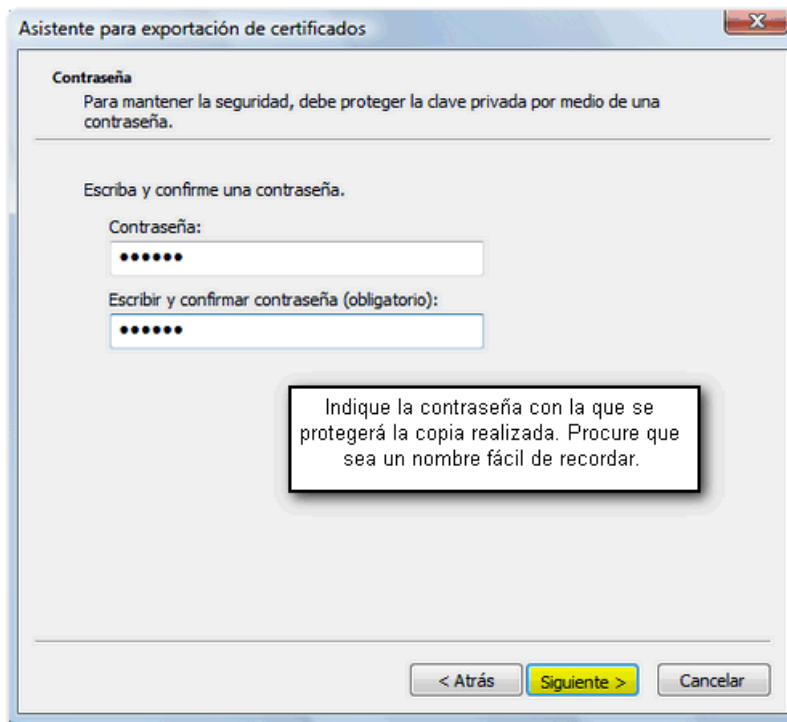 Asistente para exportación de certificados
Contraseña
Para mantener la seguridad, debe proteger la clave privada por medio de una
contraseña.
Escriba y confirme una contraseña.
Contraseña:
••••••
Escribir y confirmar contraseña (obligatorio):
••••••
Indique la contraseña con la que se
protegerá la copia realizada. Procure que
sea un nombre fácil de recordar.
< Atrás Siguiente > Cancelar